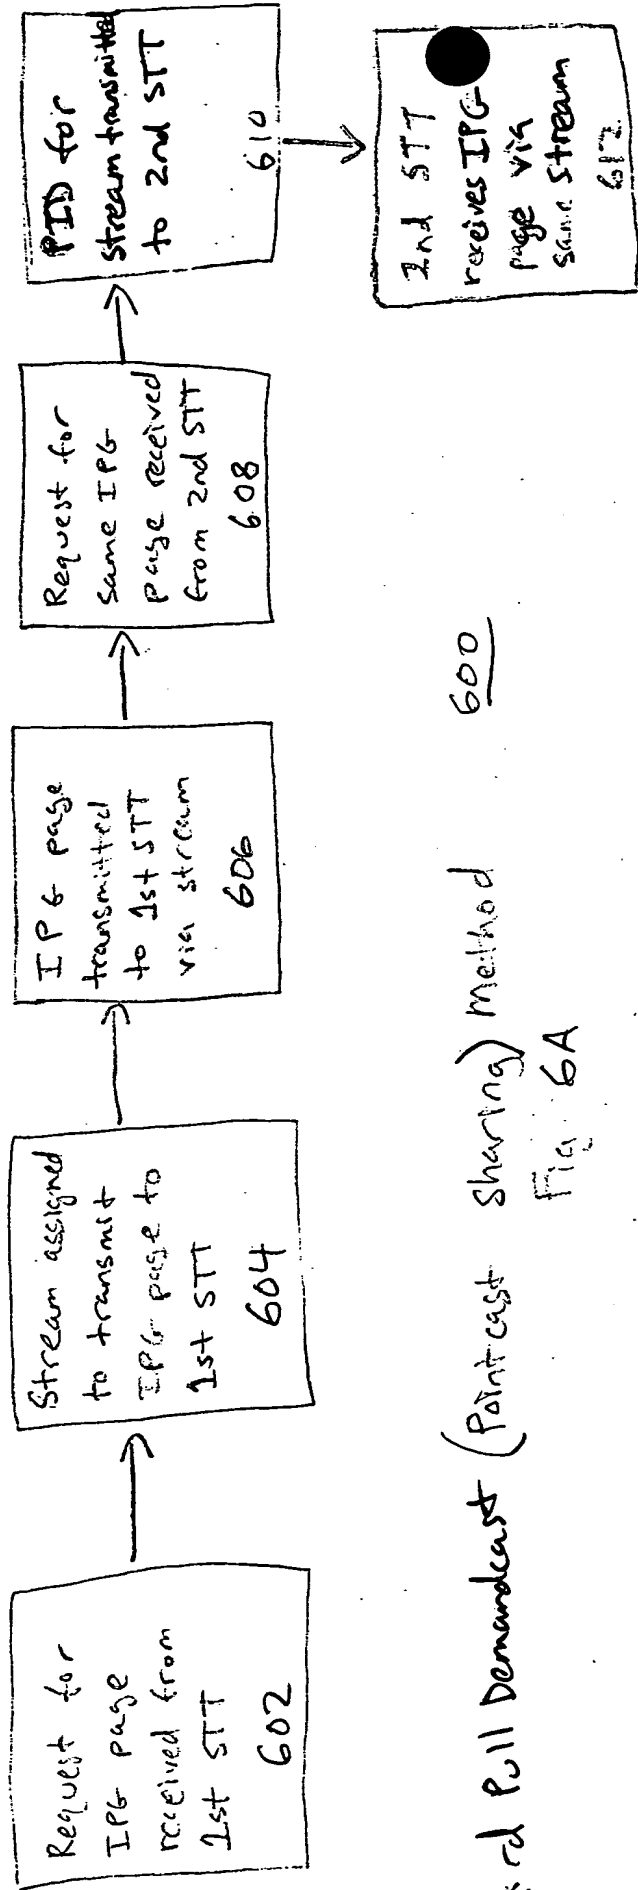 Request for
IPG page
received from
1st STT
602
Stream assigned
to transmit
IPG page to
1st STT
604
IPG page
transmitted
to 1st STT
via stream
606
Request for
same IPG
page received
from 2nd STT
608
PID for
stream transmitted
to 2nd STT
610
2nd STT
receives IPG
page via
same stream
612
600
Pull Demandcast (Pointcast sharing) method
Fig 6A